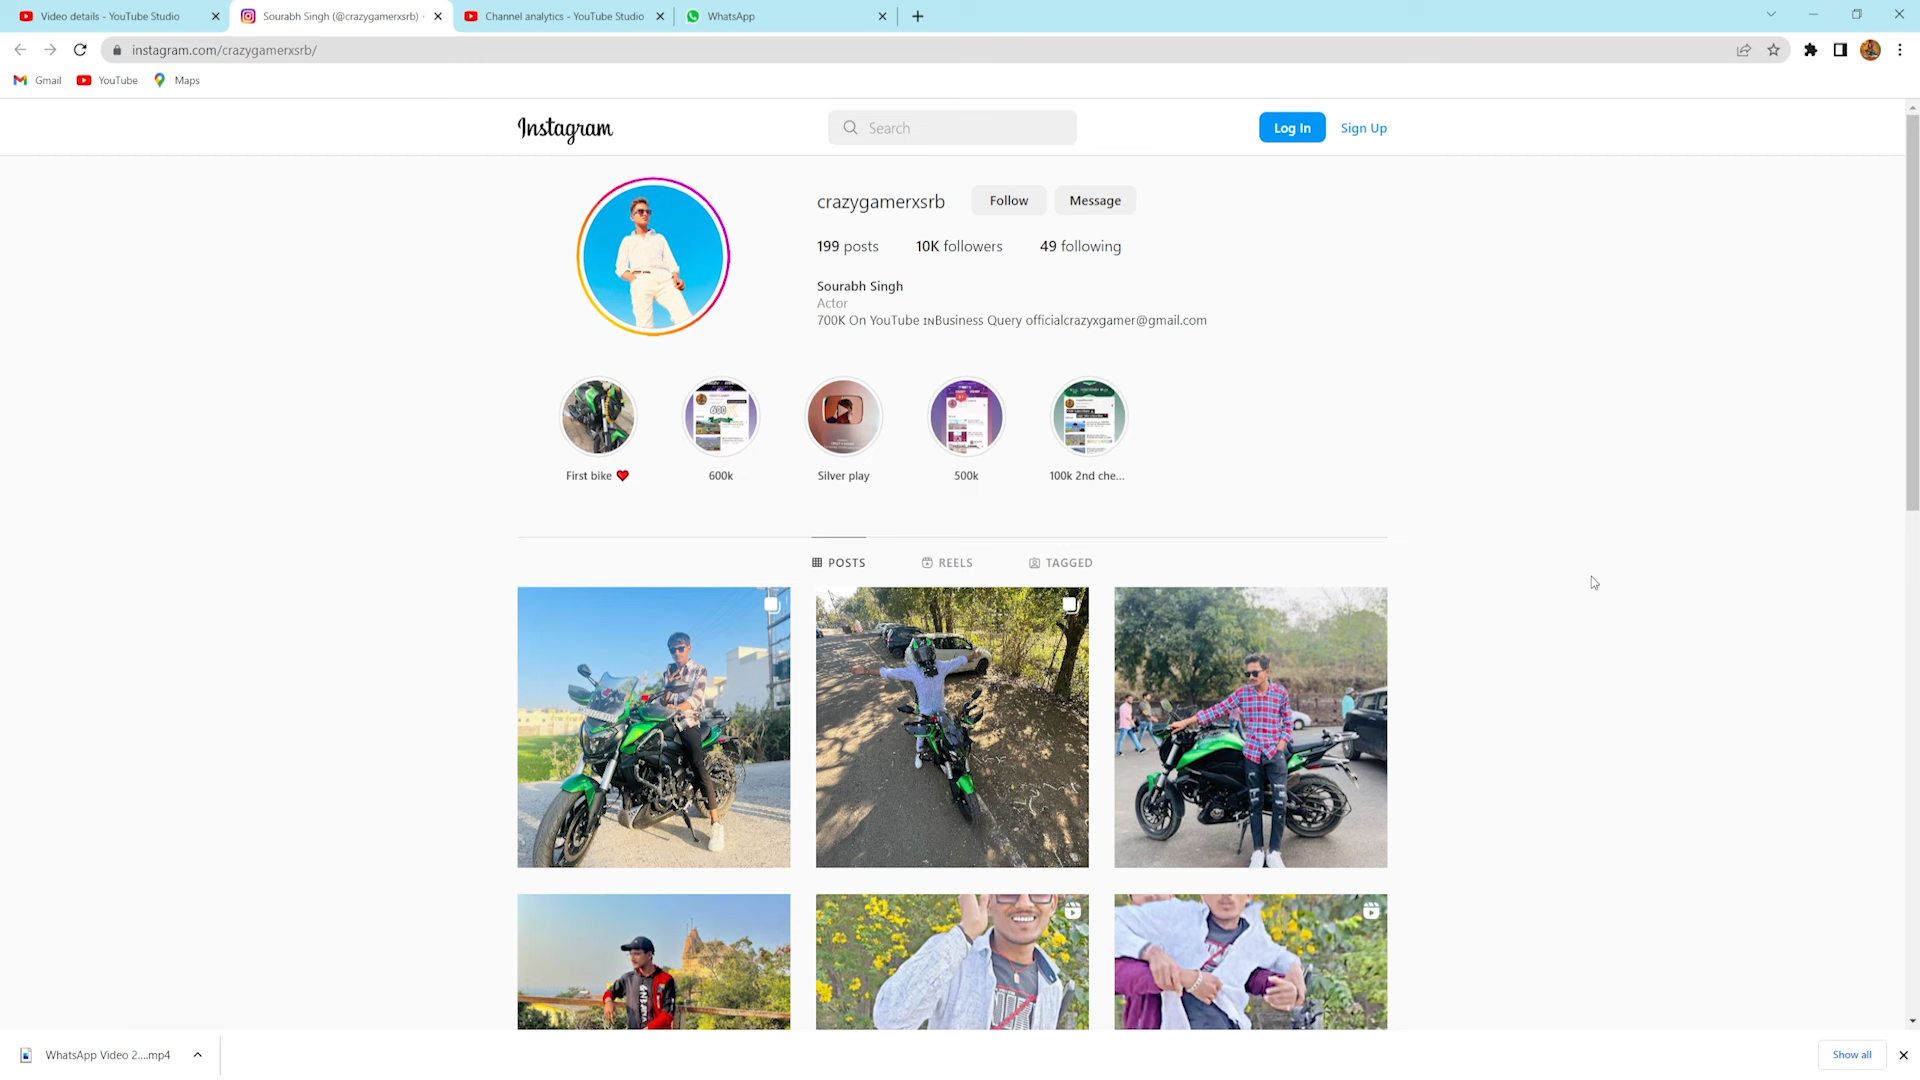 Video details - YouTube Studio
Sourabh Singh (@crazygamerxsrb) ·
Channel analytics - YouTube Studio
WhatsApp
instagram.com/crazygamerxsrb/
Gmail YouTube Maps
Instagram
Search
Log In Sign Up
crazygamerxsrb Follow Message
199 posts 10K followers 49 following
Sourabh Singh
Actor
700K On YouTube ɪɴBusiness Query officialcrazyxgamer@gmail.com
First bike ❤️ 600k Silver play 500k 100k 2nd che...
POSTS REELS TAGGED
WhatsApp Video 2....mp4
Show all